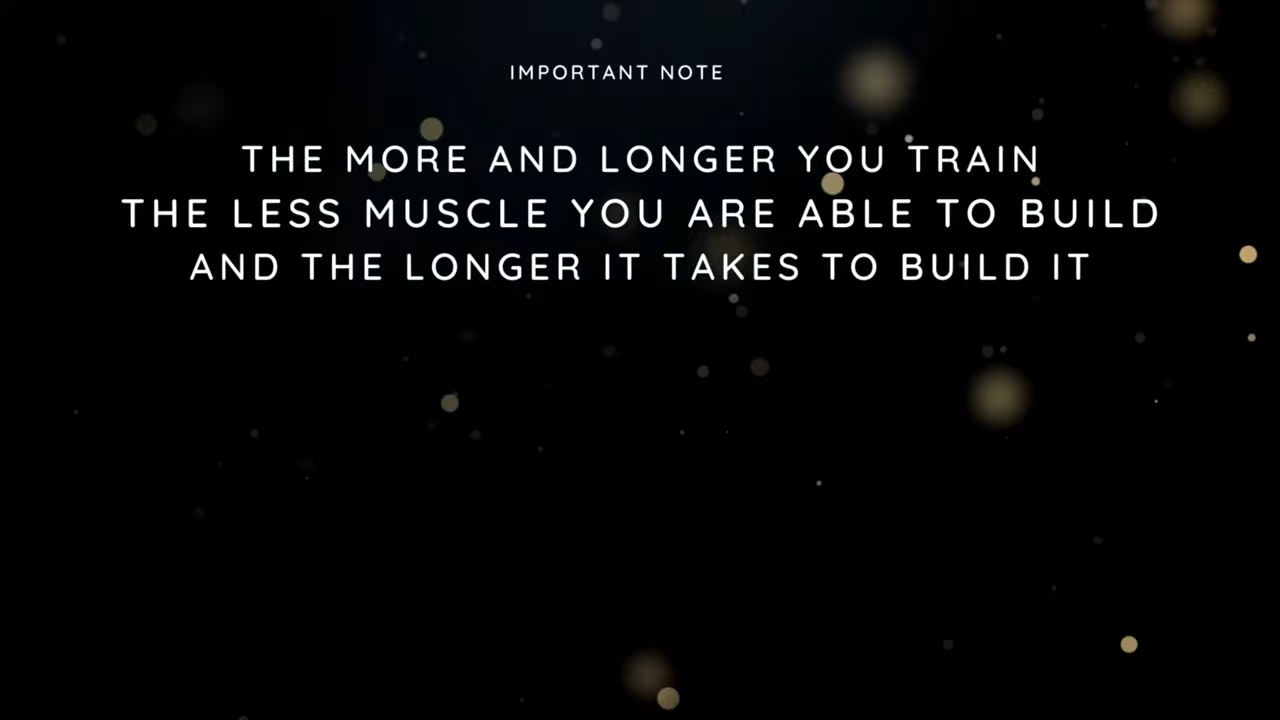 IMPORTANT NOTE
THE MORE AND LONGER YOU TRAIN
THE LESS MUSCLE YOU ARE ABLE TO BUILD
AND THE LONGER IT TAKES TO BUILD IT